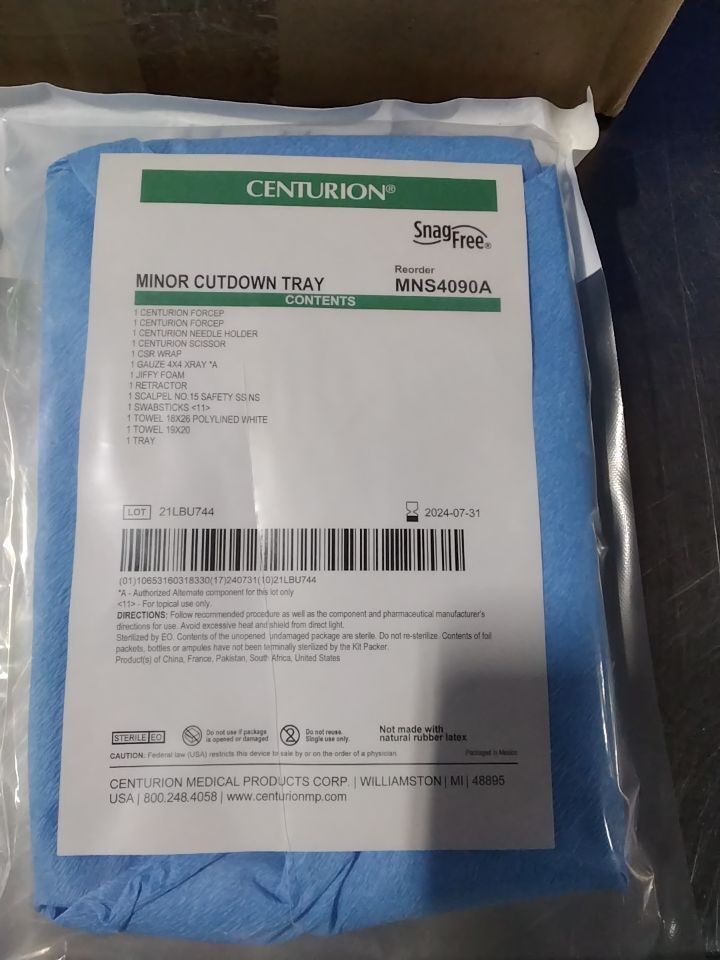 CENTURION®
SnagFree®
Reorder
MINOR CUTDOWN TRAY MNS4090A
CONTENTS
1 CENTURION FORCEP
1 CENTURION FORCEP
1 CENTURION NEEDLE HOLDER
1 CENTURION SCISSOR
1 CSR WRAP
1 GAUZE 4X4 XRAY *A
1 JIFFY FOAM
1 RETRACTOR
1 SCALPEL NO.15 SAFETY SS NS
1 SWABSTICKS <11>
1 TOWEL 18X26 POLYLINED WHITE
1 TOWEL 19X20
1 TRAY
LOT 21LBU744 2024-07-31
(01)10653160318330(17)240731(10)21LBU744
*A - Authorized Alternate component for this lot only
<11> - For topical use only.
DIRECTIONS: Follow recommended procedure as well as the component and pharmaceutical manufacturer's
directions for use. Avoid excessive heat and shield from direct light.
Sterilized by EO. Contents of the unopened undamaged package are sterile. Do not re-sterilize. Contents of foil
packets, bottles or ampules have not been terminally sterilized by the Kit Packer.
Product(s) of China, France, Pakistan, South Africa, United States
STERILE EO Do not use if package is opened or damaged Do not reuse. Single use only. Not made with natural rubber latex
CAUTION: Federal law (USA) restricts this device to sale by or on the order of a physician. Packaged in Mexico
CENTURION MEDICAL PRODUCTS CORP. | WILLIAMSTON | MI | 48895
USA | 800.248.4058 | www.centurionmp.com